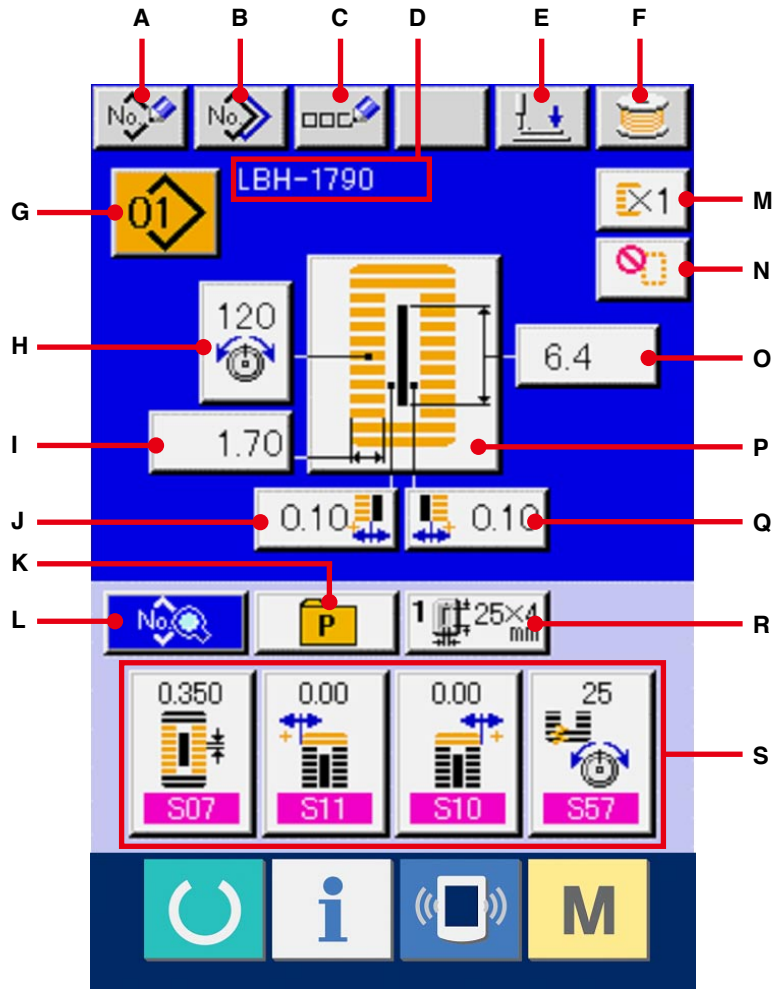 A B C D E F
No. No.
LBH-1790
G 01 ×1 M
N
H 120
6.4 O
I 1.70 P
J 0.10 0.10 Q
K
L No. P 1 25×4 mm R
0.350 0.00 0.00 25
S
S07 S11 S10 S57
i M